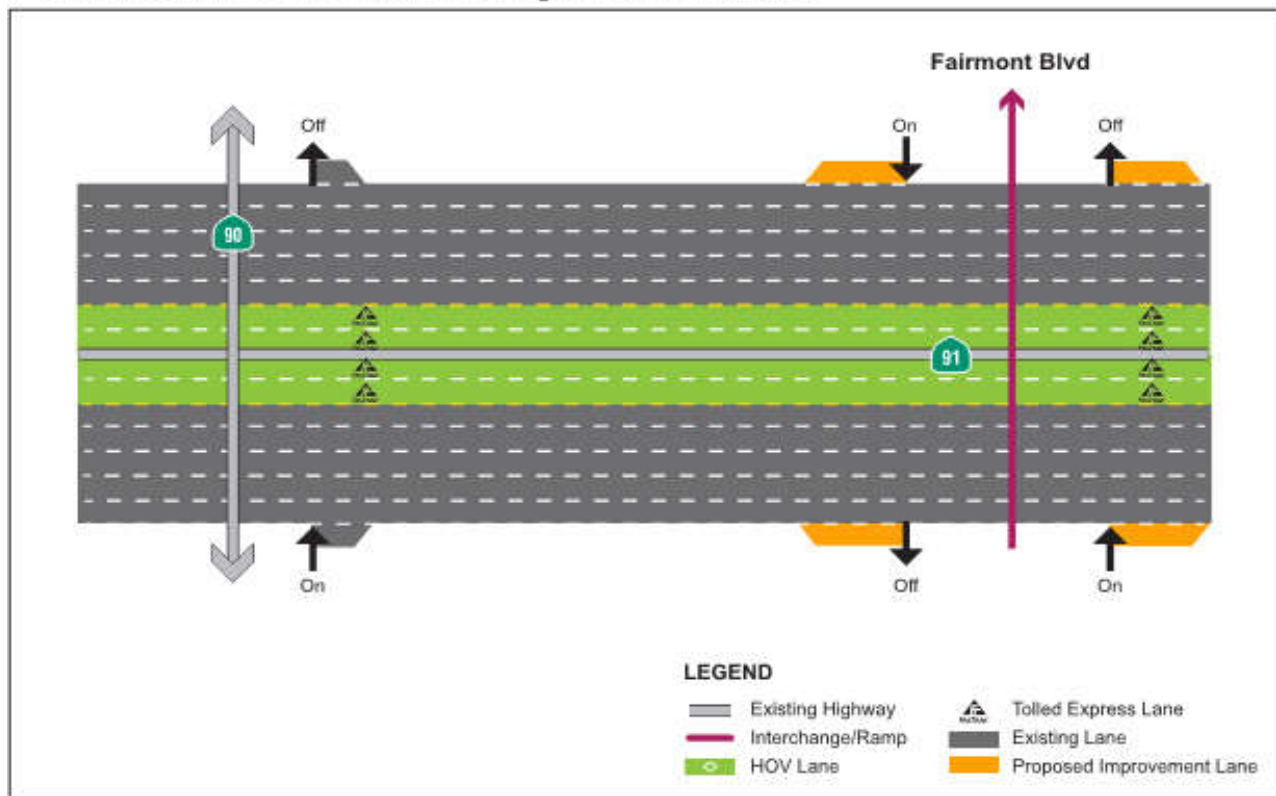 Fairmont Blvd
Off
On
Off
90
91
On
Off
On
LEGEND
Existing Highway
Interchange/Ramp
HOV Lane
Tolled Express Lane
Existing Lane
Proposed Improvement Lane